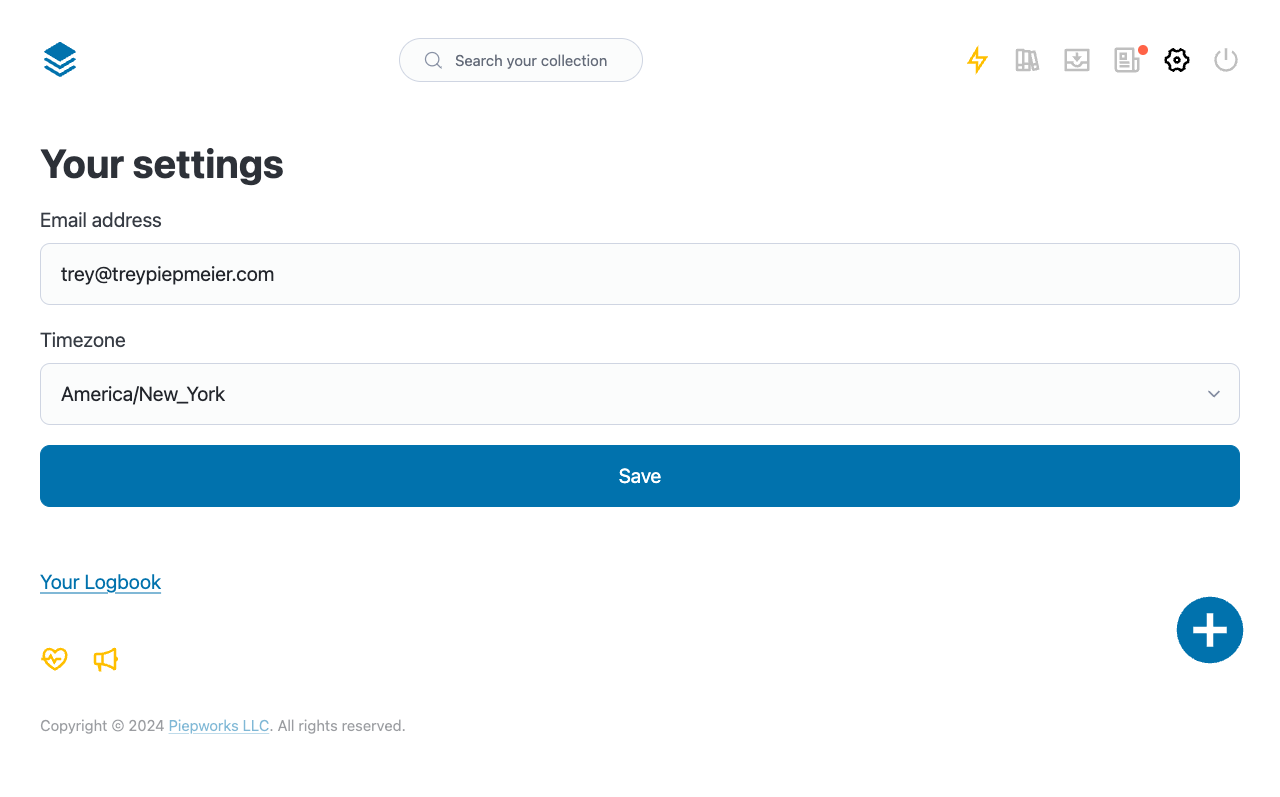 Search your collection
Your settings
Email address
trey@treypiepmeier.com
Timezone
America/New_York
Save
Your Logbook
Copyright © 2024 Piepworks LLC. All rights reserved.